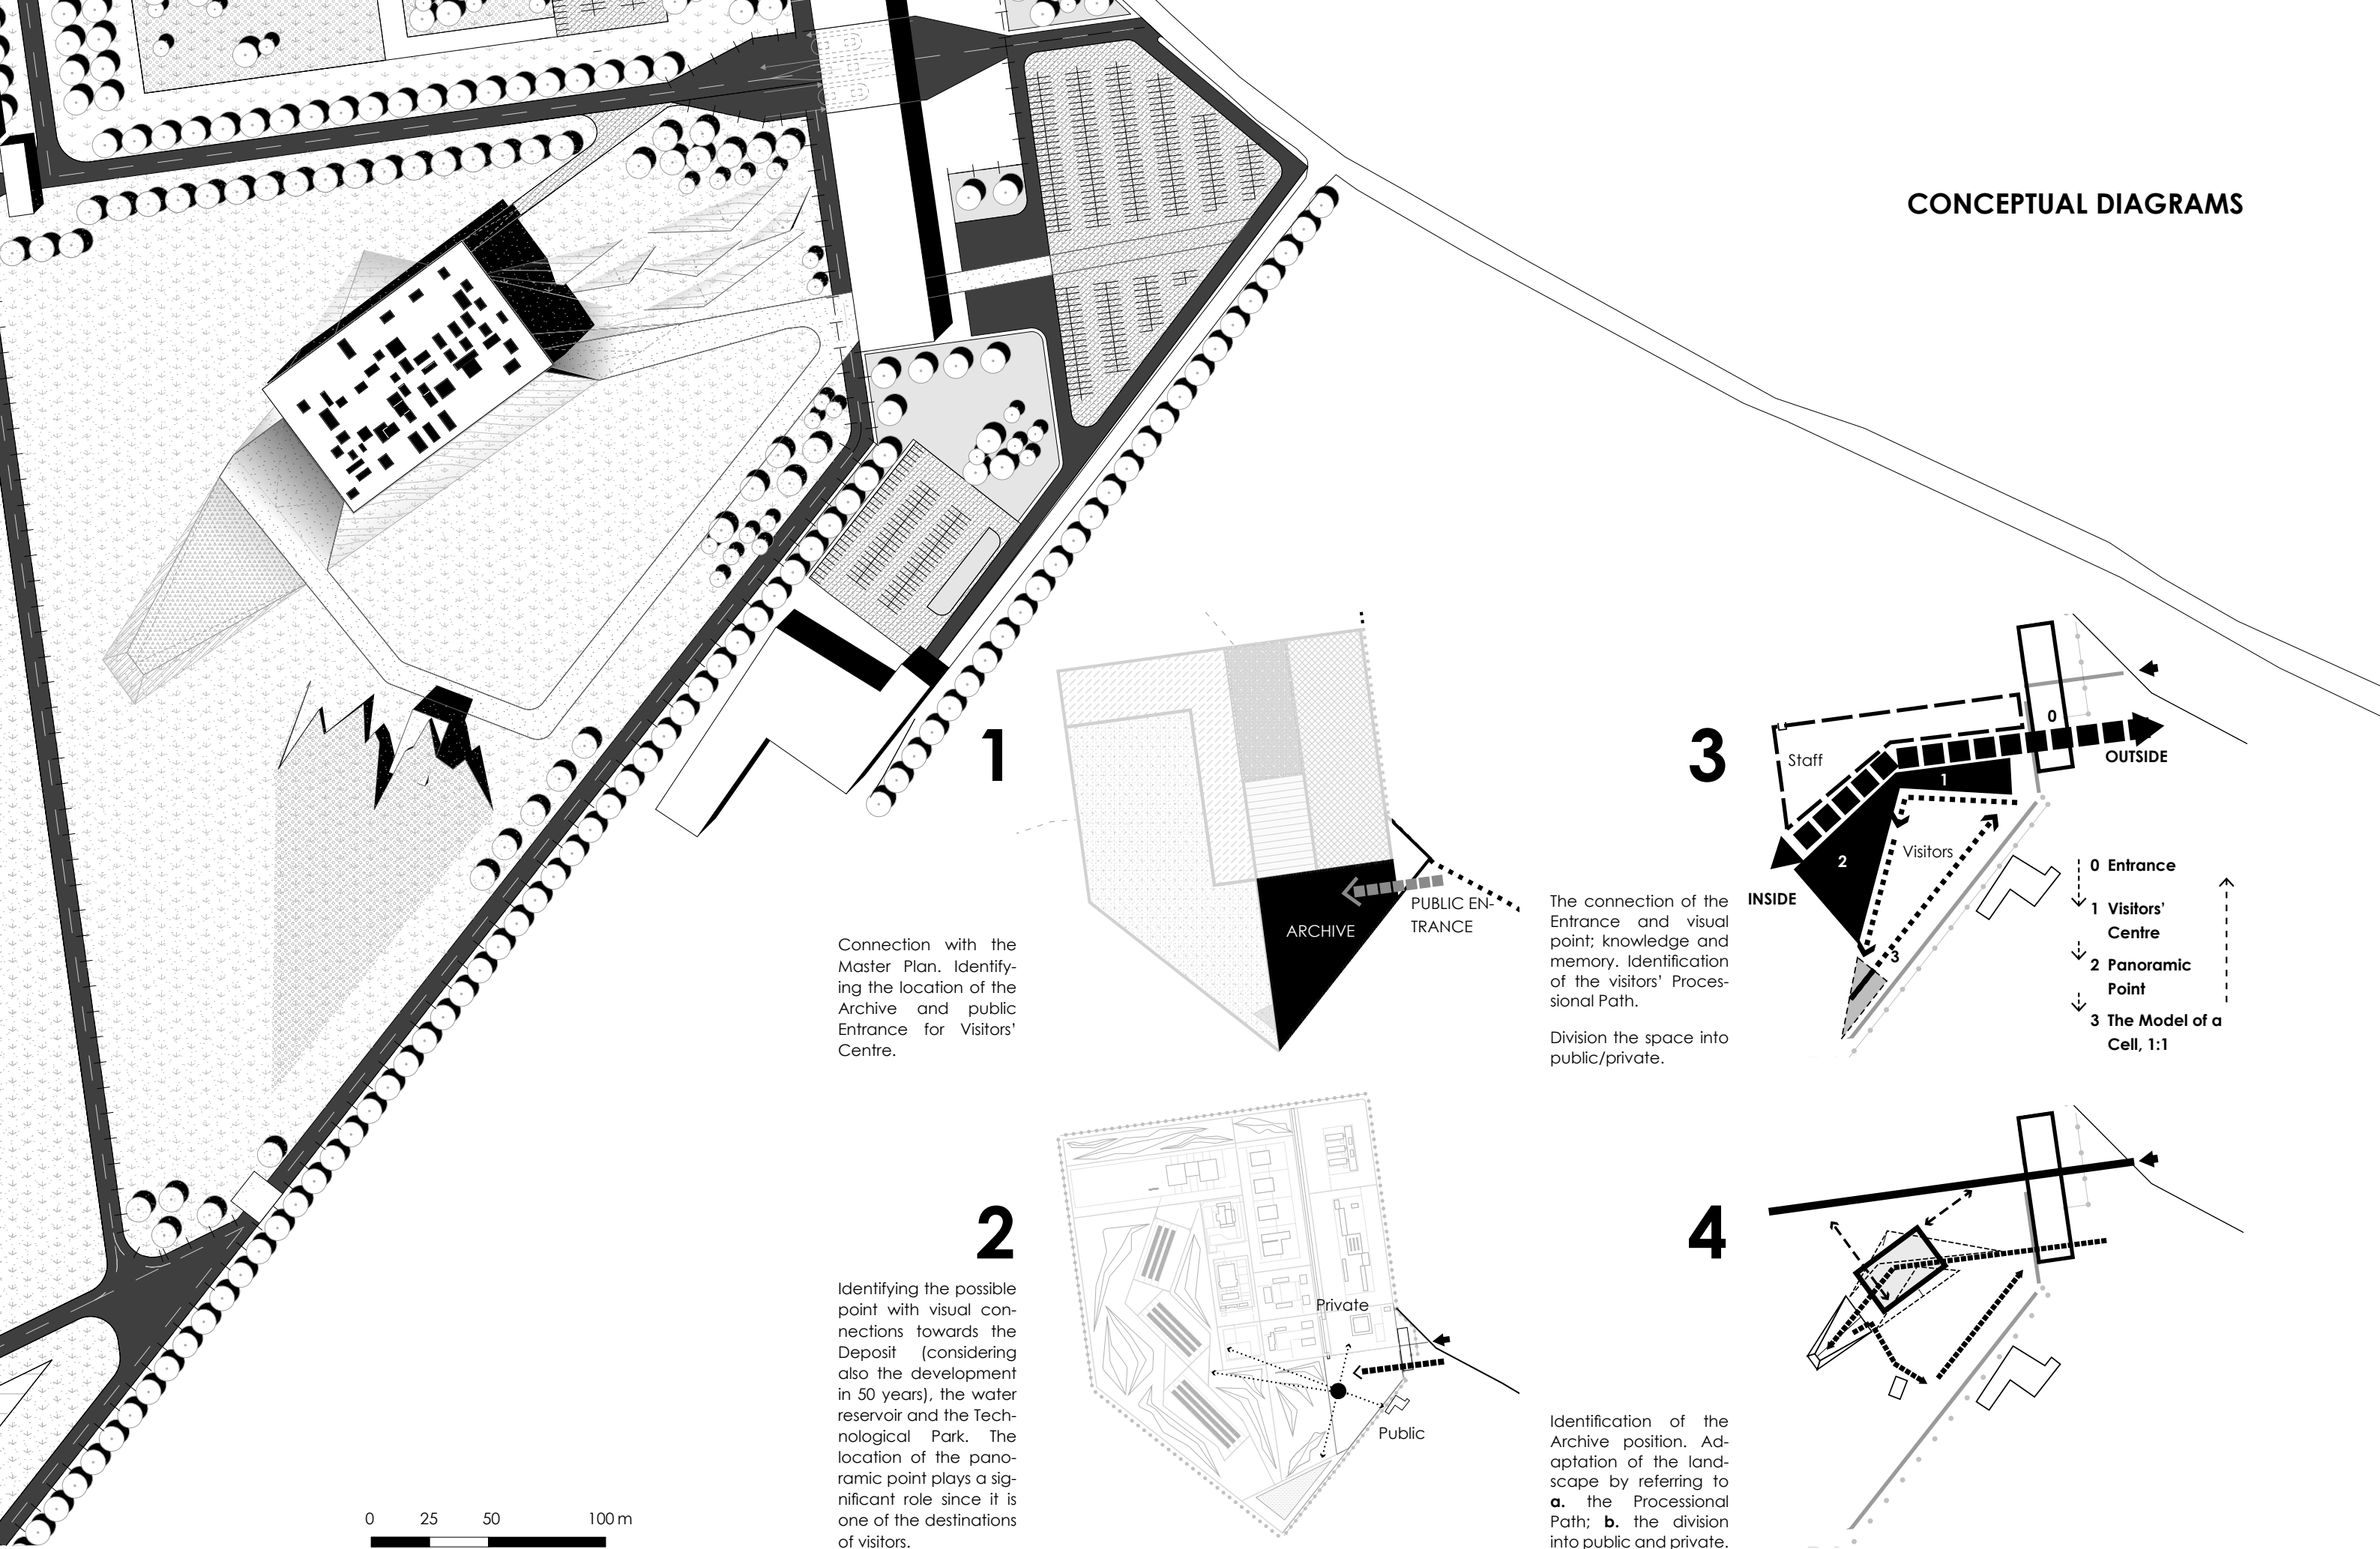 CONCEPTUAL DIAGRAMS
1
Connection with the
Master Plan. Identify-
ing the location of the
Archive and public
Entrance for Visitors'
Centre.
ARCHIVE
PUBLIC EN-
TRANCE
2
Identifying the possible
point with visual con-
nections towards the
Deposit (considering
also the development
in 50 years), the water
reservoir and the Tech-
nological Park. The
location of the pano-
ramic point plays a sig-
nificant role since it is
one of the destinations
of visitors.
Private
Public
3
The connection of the
Entrance and visual
point; knowledge and
memory. Identification
of the visitors' Proces-
sional Path.
Division the space into
public/private.
Staff
0
OUTSIDE
1
2
Visitors
INSIDE
3
0 Entrance
1 Visitors'
Centre
2 Panoramic
Point
3 The Model of a
Cell, 1:1
4
Identification of the
Archive position. Ad-
aptation of the land-
scape by referring to
a. the Processional
Path; b. the division
into public and private.
0 25 50 100 m